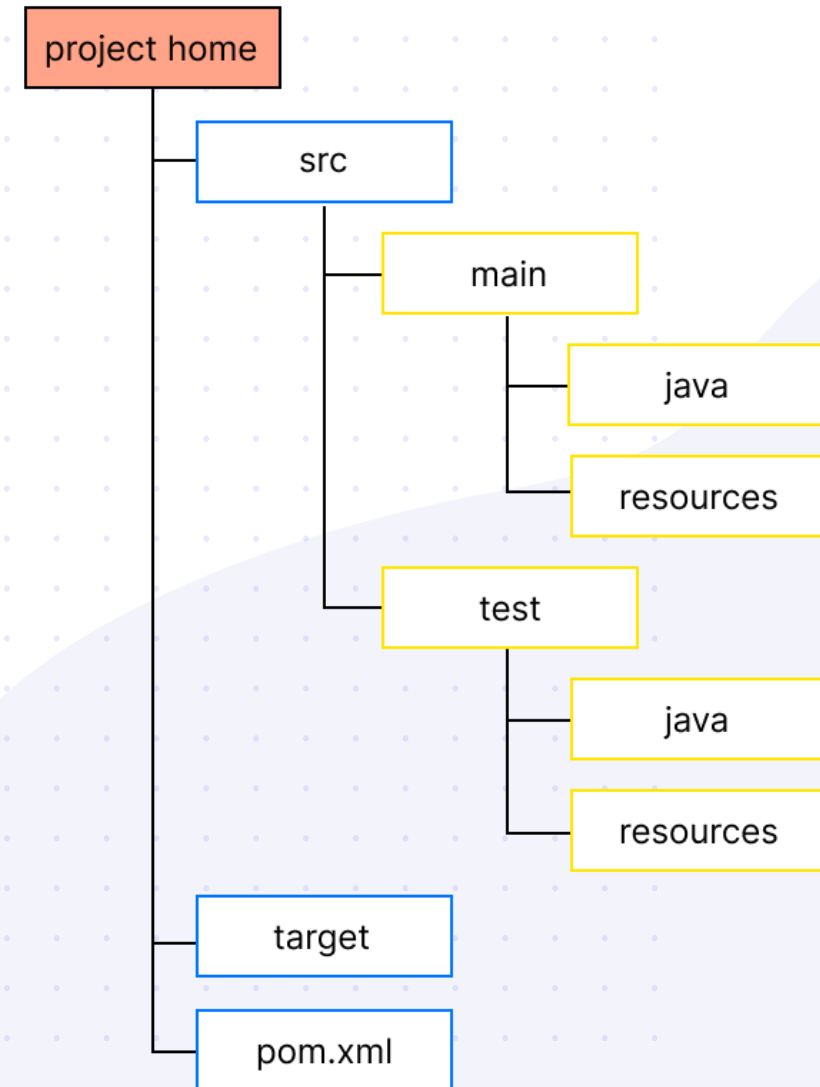 project home
src
main
java
resources
test
java
resources
target
pom.xml